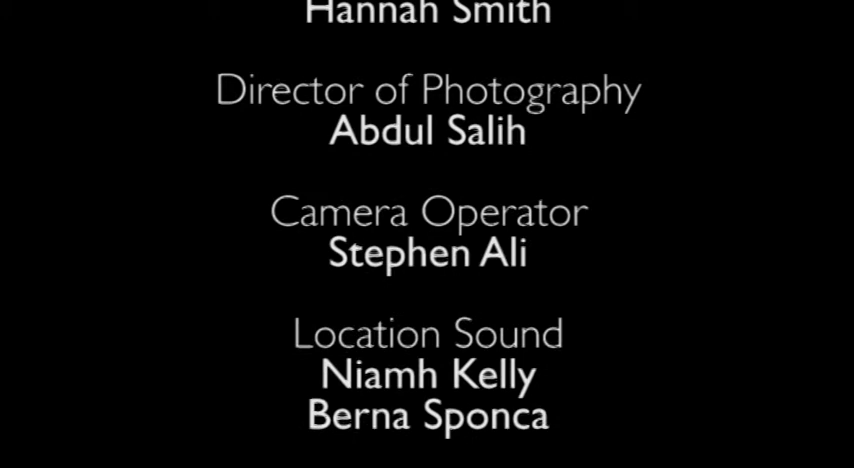 Hannah Smith
Director of Photography
Abdul Salih
Camera Operator
Stephen Ali
Location Sound
Niamh Kelly
Berna Sponca